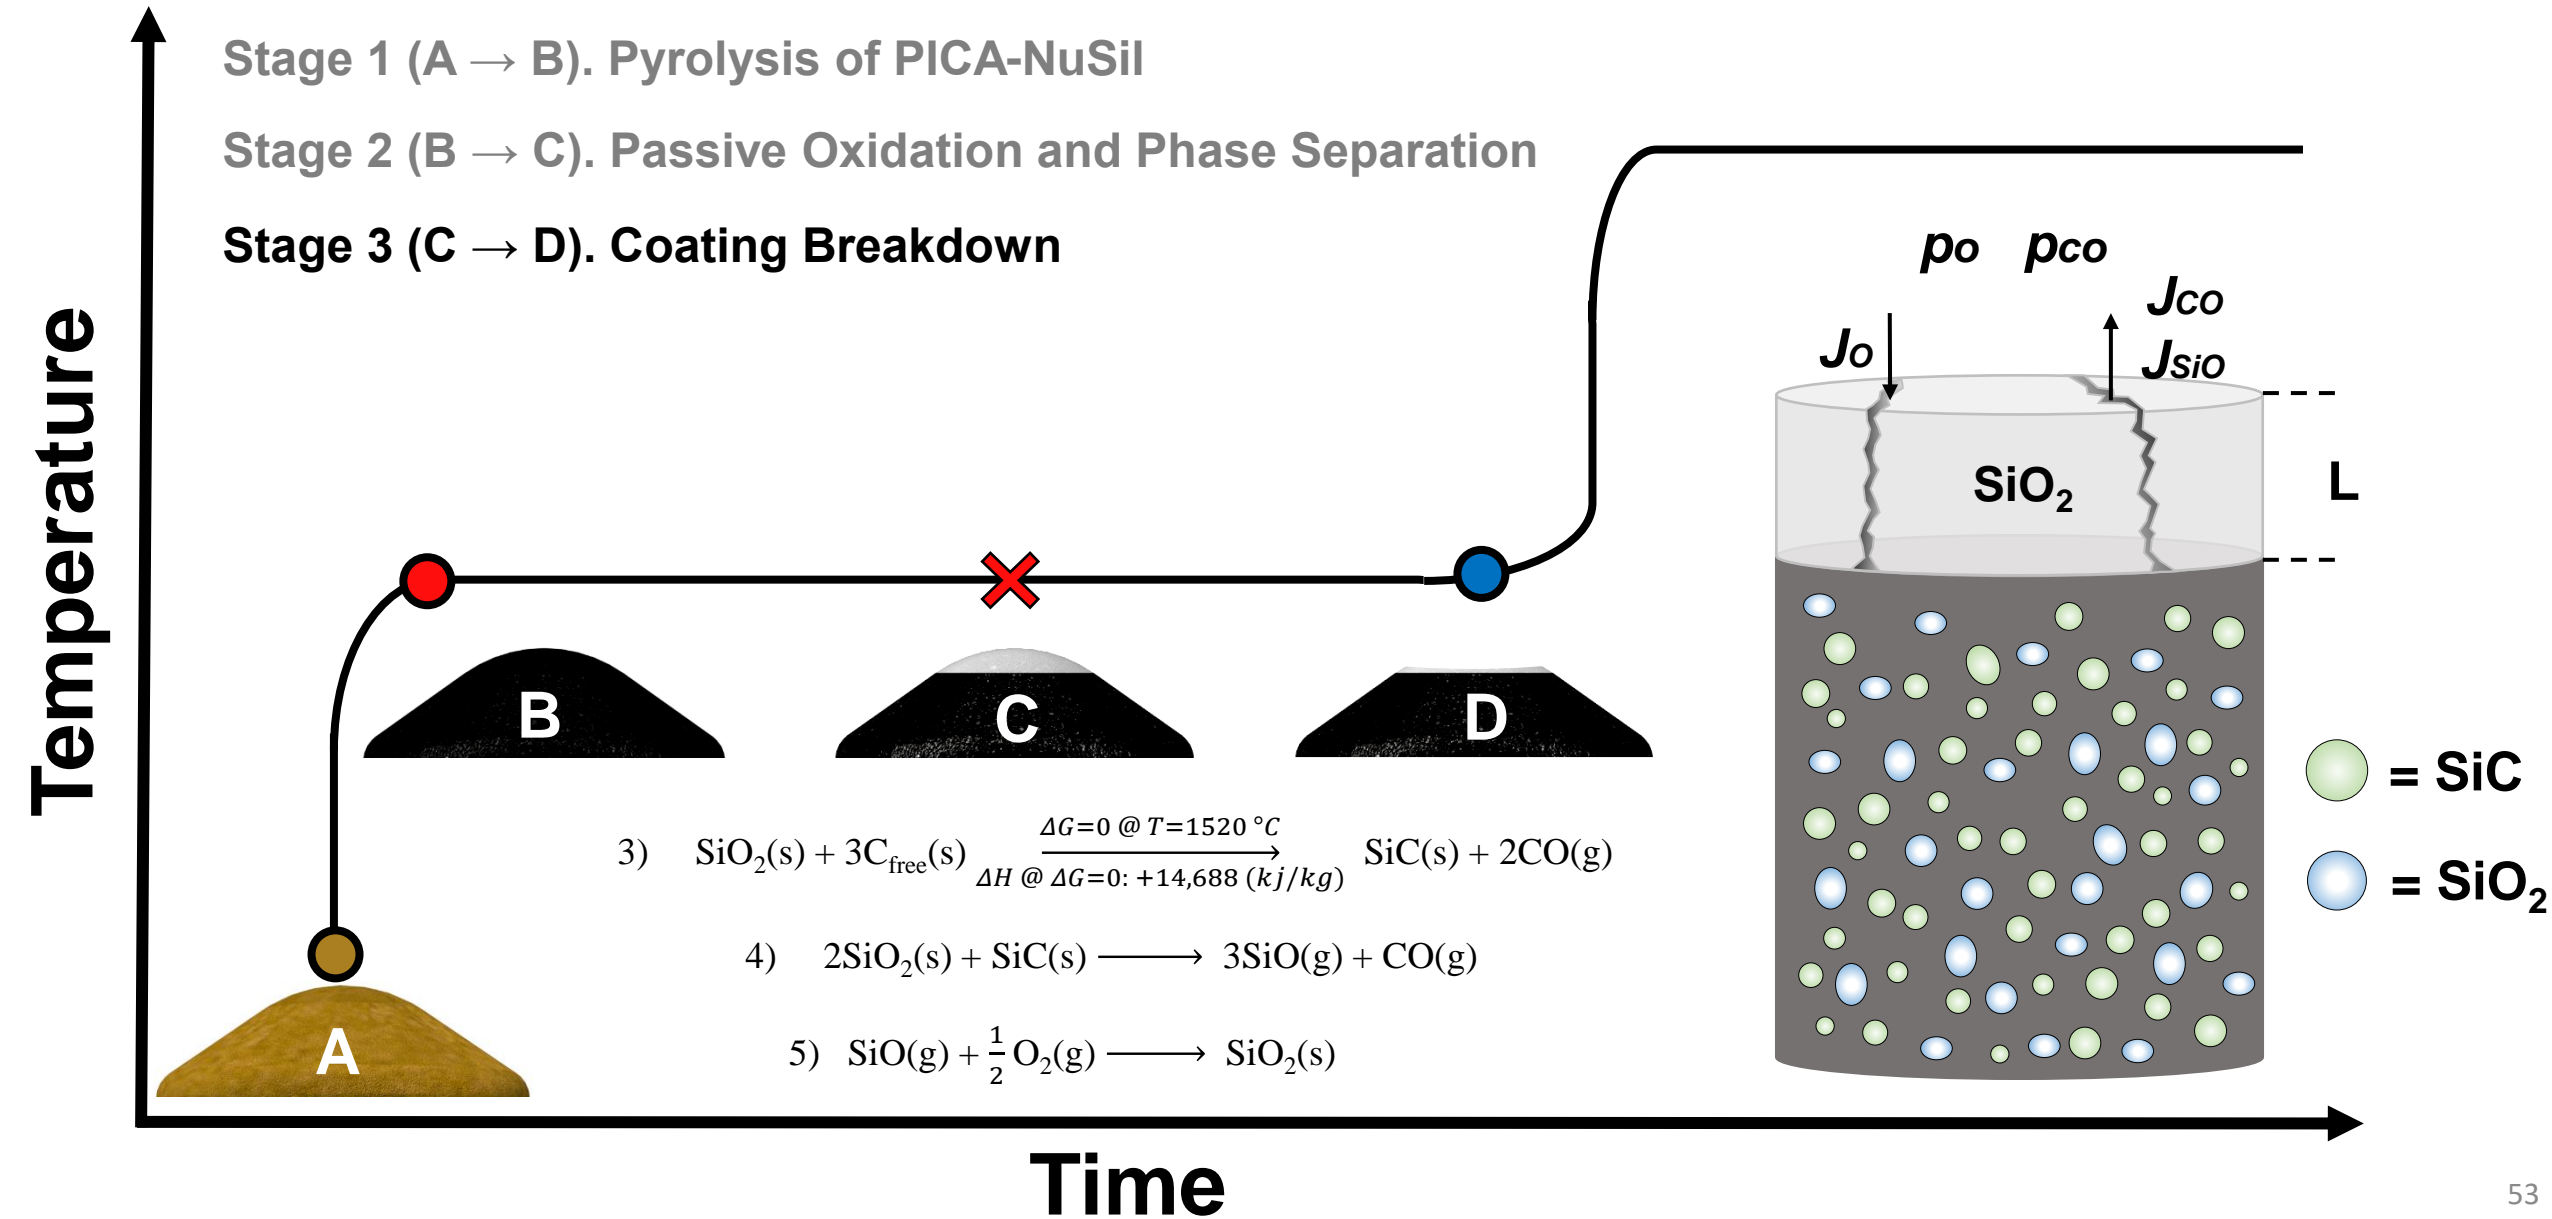 Stage 1 (A → B). Pyrolysis of PICA-NuSil
Stage 2 (B → C). Passive Oxidation and Phase Separation
Stage 3 (C → D). Coating Breakdown
Temperature
po pco
JCO
JO
JSiO
SiO₂
L
B
C
D
A
= SiC
= SiO₂
3) SiO₂(s) + 3C_free(s) ΔG=0 @ T=1520 °C ⟶ ΔH @ ΔG=0: +14,688 (kj/kg) SiC(s) + 2CO(g)
4) 2SiO₂(s) + SiC(s) ⟶ 3SiO(g) + CO(g)
5) SiO(g) + 1/2 O₂(g) ⟶ SiO₂(s)
Time
53